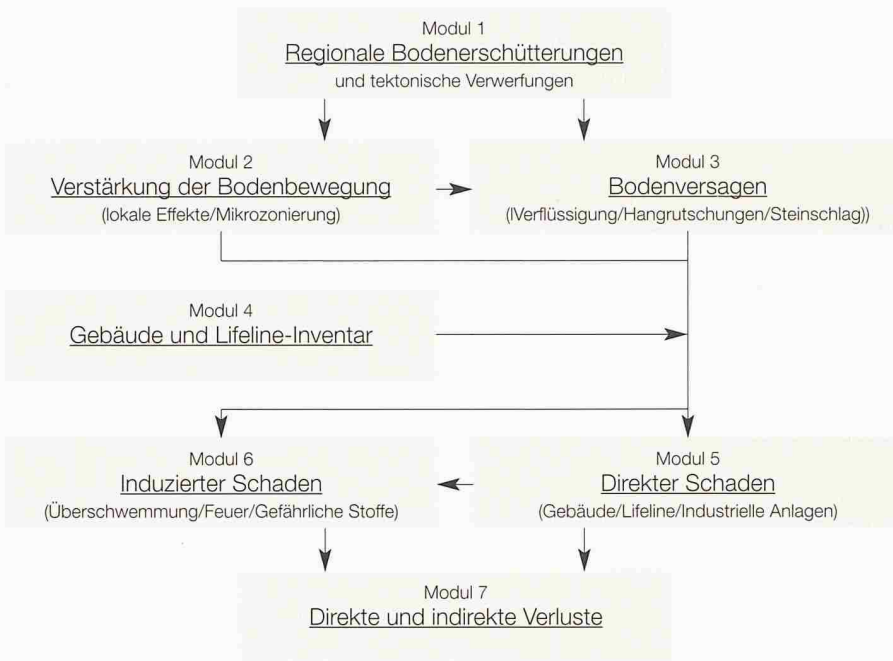 Modul 1
Regionale Bodenerschütterungen
und tektonische Verwerfungen
Modul 2
Verstärkung der Bodenbewegung
(lokale Effekte/Mikrozonierung)
Modul 3
Bodenversagen
(lVerflüssigung/Hangrutschungen/Steinschlag))
Modul 4
Gebäude und Lifeline-Inventar
Modul 6
Induzierter Schaden
(Überschwemmung/Feuer/Gefährliche Stoffe)
Modul 5
Direkter Schaden
(Gebäude/Lifeline/Industrielle Anlagen)
Modul 7
Direkte und indirekte Verluste